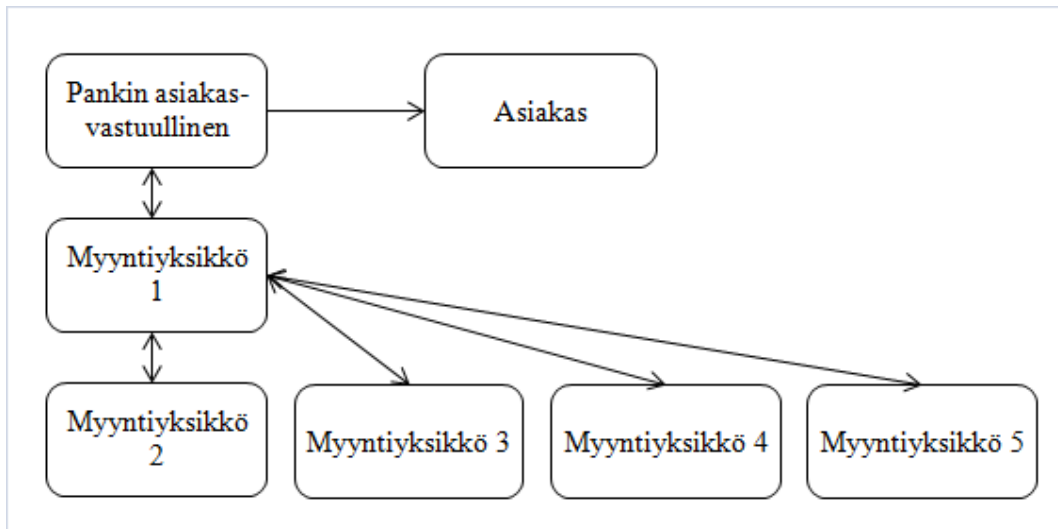 Pankin asiakas-
vastuullinen
Asiakas
Myyntiyksikkö
1
Myyntiyksikkö
2
Myyntiyksikkö 3
Myyntiyksikkö 4
Myyntiyksikkö 5